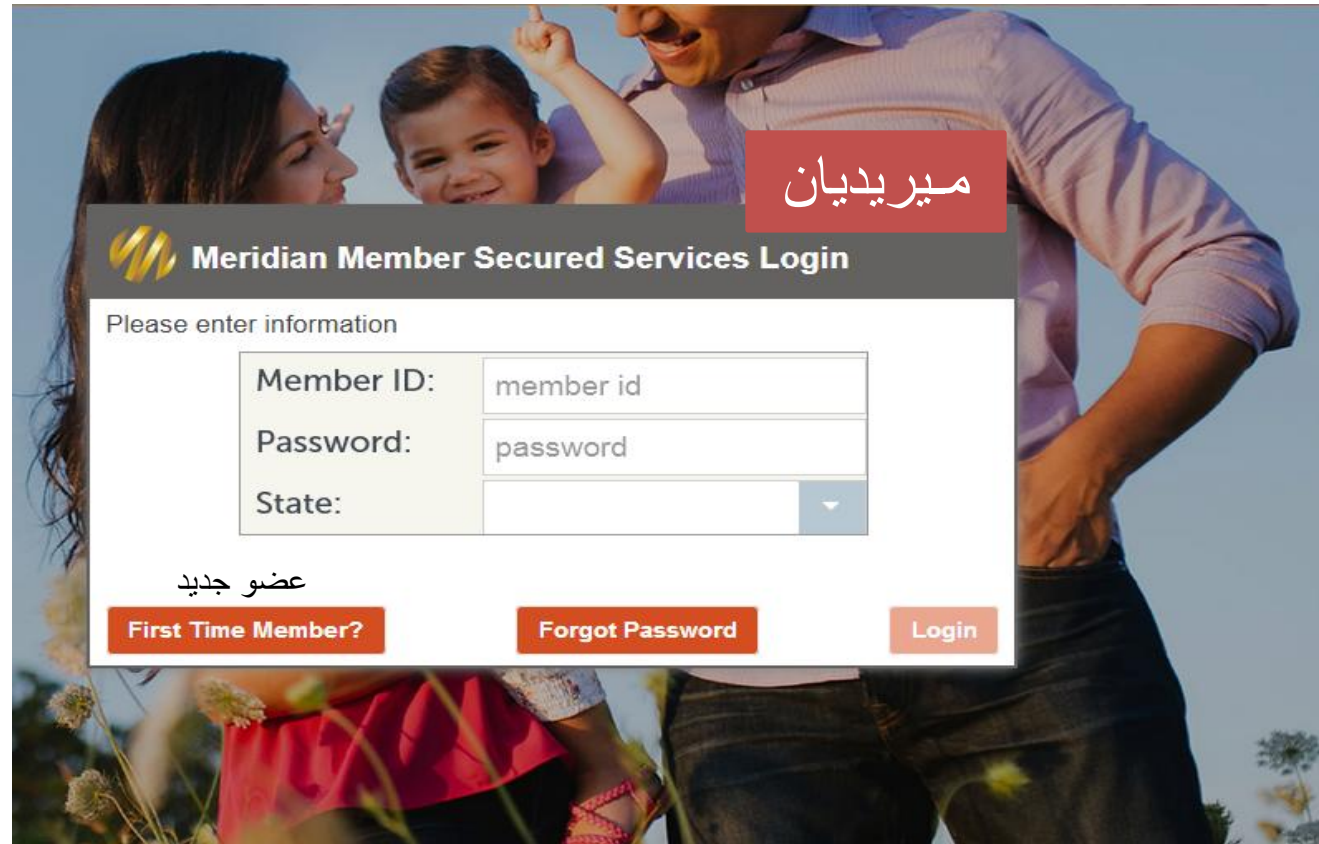 ميريديان
Meridian Member Secured Services Login
Please enter information
Member ID: member id
Password: password
State:
عضو جديد
First Time Member? Forgot Password Login